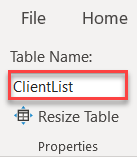 File Home
Table Name:
ClientList
Resize Table
Properties